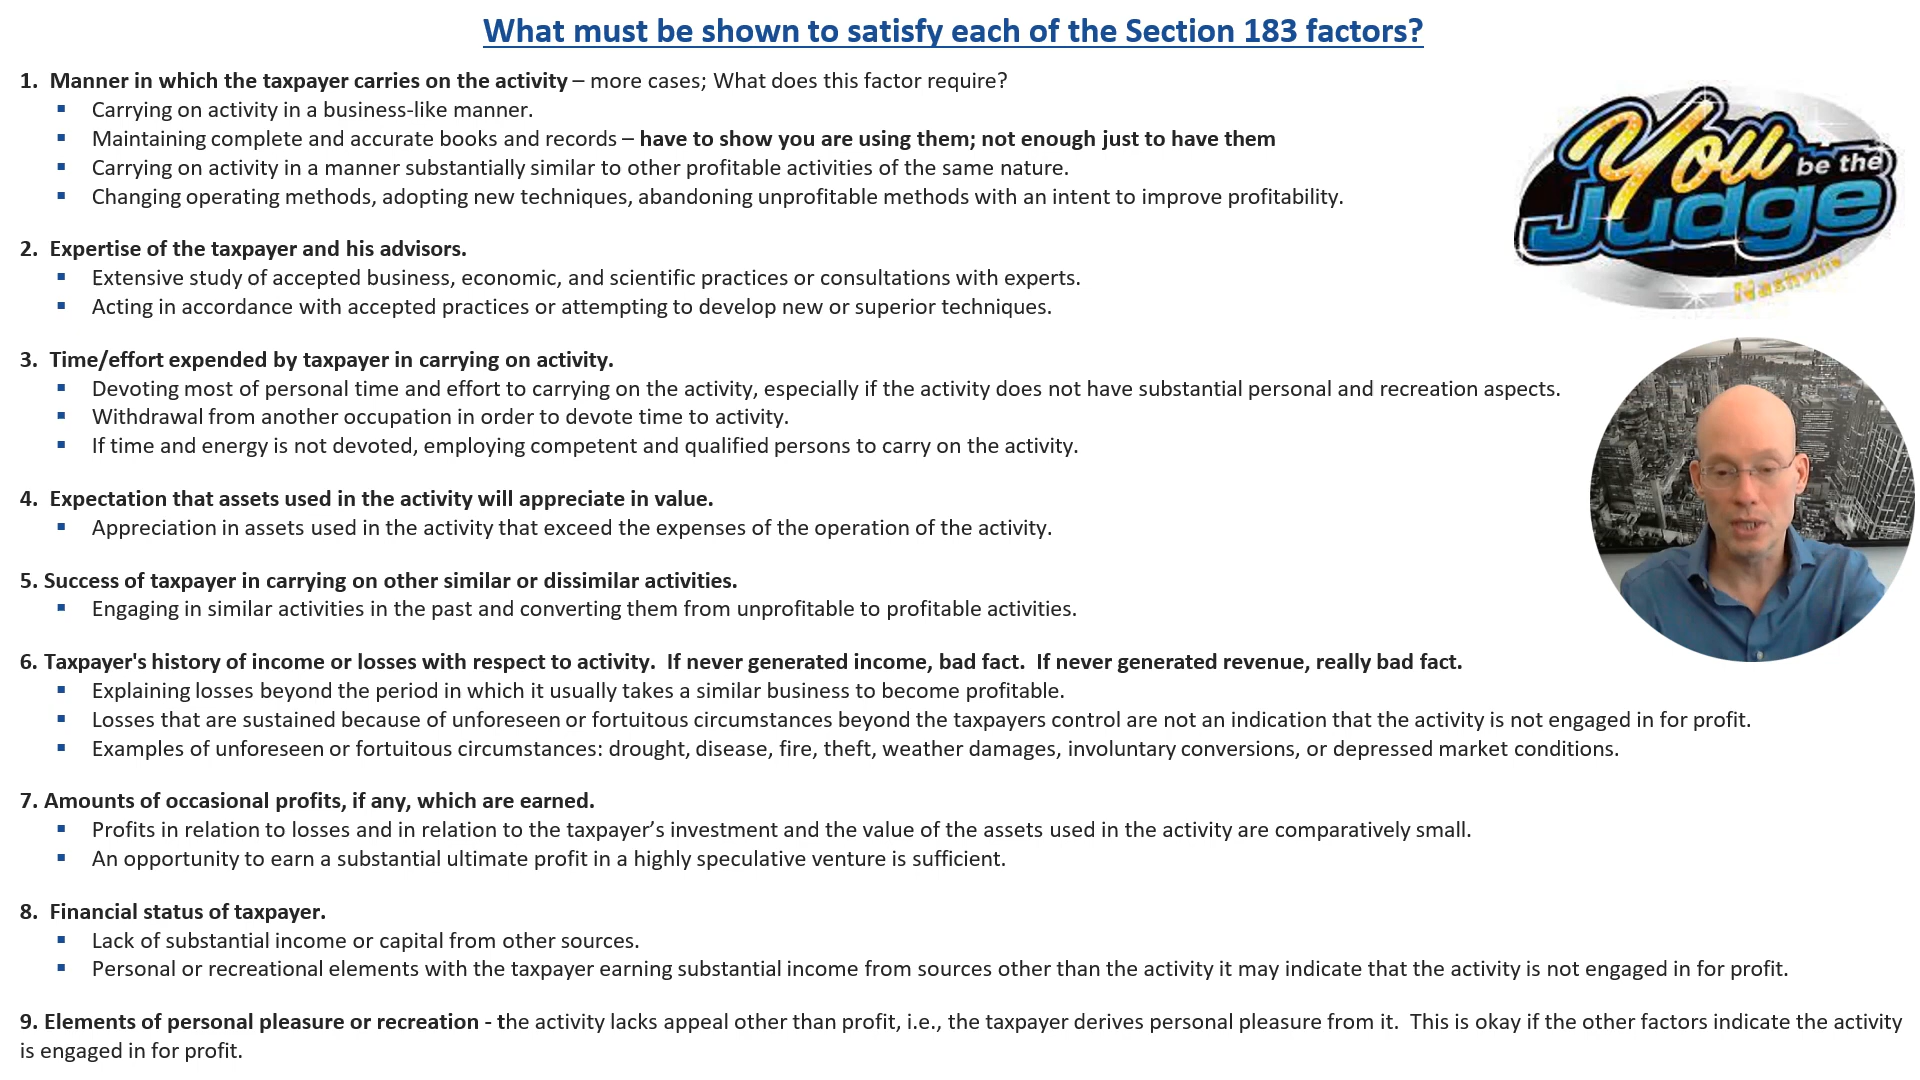 What must be shown to satisfy each of the Section 183 factors?
1. Manner in which the taxpayer carries on the activity – more cases; What does this factor require?
▪ Carrying on activity in a business-like manner.
▪ Maintaining complete and accurate books and records – have to show you are using them; not enough just to have them
▪ Carrying on activity in a manner substantially similar to other profitable activities of the same nature.
▪ Changing operating methods, adopting new techniques, abandoning unprofitable methods with an intent to improve profitability.
You be the Judge
Nashville
2. Expertise of the taxpayer and his advisors.
▪ Extensive study of accepted business, economic, and scientific practices or consultations with experts.
▪ Acting in accordance with accepted practices or attempting to develop new or superior techniques.
3. Time/effort expended by taxpayer in carrying on activity.
▪ Devoting most of personal time and effort to carrying on the activity, especially if the activity does not have substantial personal and recreation aspects.
▪ Withdrawal from another occupation in order to devote time to activity.
▪ If time and energy is not devoted, employing competent and qualified persons to carry on the activity.
4. Expectation that assets used in the activity will appreciate in value.
▪ Appreciation in assets used in the activity that exceed the expenses of the operation of the activity.
5. Success of taxpayer in carrying on other similar or dissimilar activities.
▪ Engaging in similar activities in the past and converting them from unprofitable to profitable activities.
6. Taxpayer's history of income or losses with respect to activity. If never generated income, bad fact. If never generated revenue, really bad fact.
▪ Explaining losses beyond the period in which it usually takes a similar business to become profitable.
▪ Losses that are sustained because of unforeseen or fortuitous circumstances beyond the taxpayers control are not an indication that the activity is not engaged in for profit.
▪ Examples of unforeseen or fortuitous circumstances: drought, disease, fire, theft, weather damages, involuntary conversions, or depressed market conditions.
7. Amounts of occasional profits, if any, which are earned.
▪ Profits in relation to losses and in relation to the taxpayer’s investment and the value of the assets used in the activity are comparatively small.
▪ An opportunity to earn a substantial ultimate profit in a highly speculative venture is sufficient.
8. Financial status of taxpayer.
▪ Lack of substantial income or capital from other sources.
▪ Personal or recreational elements with the taxpayer earning substantial income from sources other than the activity it may indicate that the activity is not engaged in for profit.
9. Elements of personal pleasure or recreation - the activity lacks appeal other than profit, i.e., the taxpayer derives personal pleasure from it. This is okay if the other factors indicate the activity
is engaged in for profit.